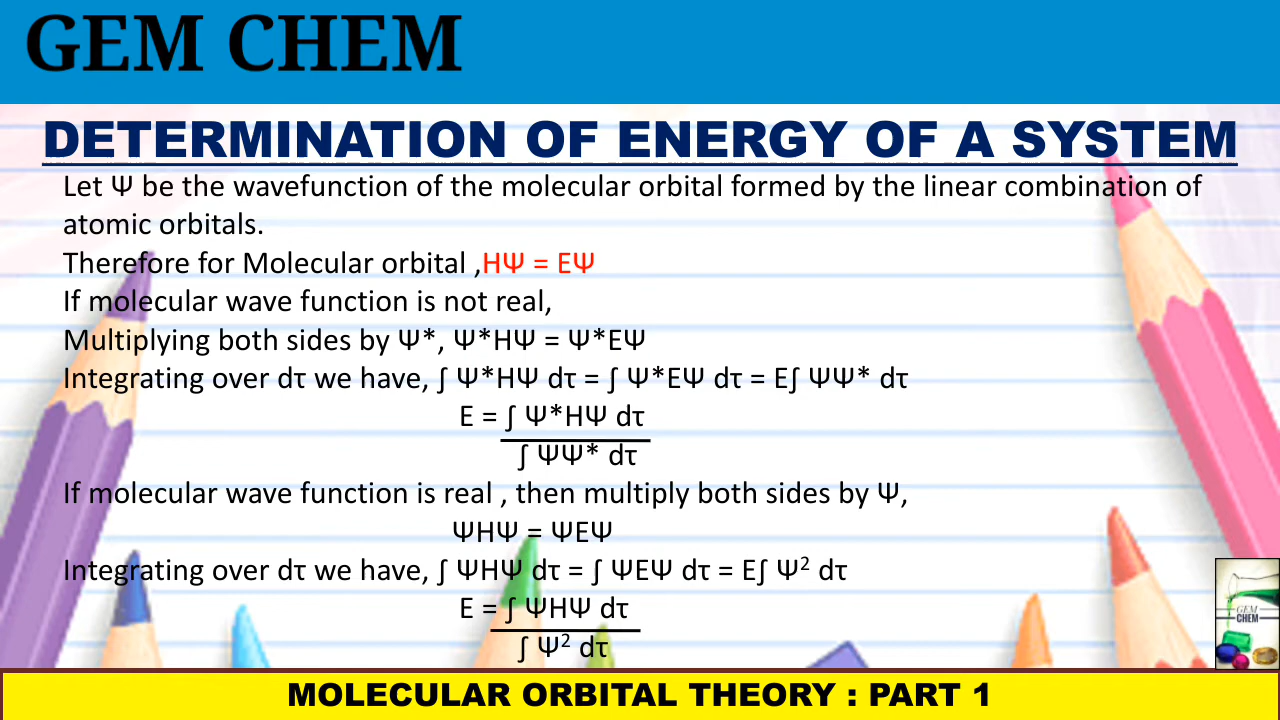 GEM CHEM
DETERMINATION OF ENERGY OF A SYSTEM
Let Ψ be the wavefunction of the molecular orbital formed by the linear combination of
atomic orbitals.
Therefore for Molecular orbital ,HΨ = EΨ
If molecular wave function is not real,
Multiplying both sides by Ψ*, Ψ*HΨ = Ψ*EΨ
Integrating over dτ we have, ∫ Ψ*HΨ dτ = ∫ Ψ*EΨ dτ = E∫ ΨΨ* dτ
E = ∫ Ψ*HΨ dτ
∫ ΨΨ* dτ
If molecular wave function is real , then multiply both sides by Ψ,
ΨHΨ = ΨEΨ
Integrating over dτ we have, ∫ ΨHΨ dτ = ∫ ΨEΨ dτ = E∫ Ψ² dτ
E = ∫ ΨHΨ dτ
∫ Ψ² dτ
GEM
CHEM
MOLECULAR ORBITAL THEORY : PART 1